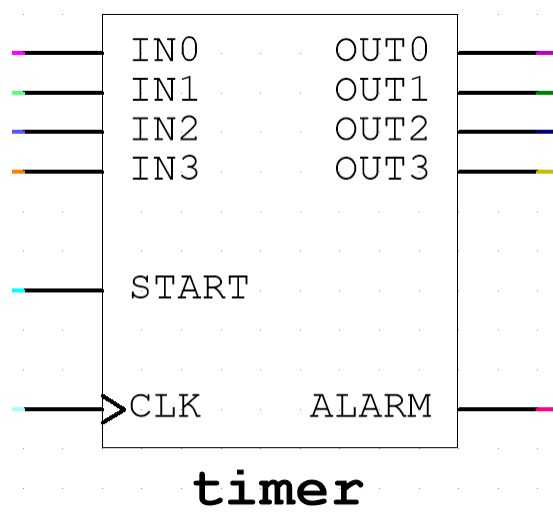 IN0 OUT0
IN1 OUT1
IN2 OUT2
IN3 OUT3
START
CLK ALARM
timer